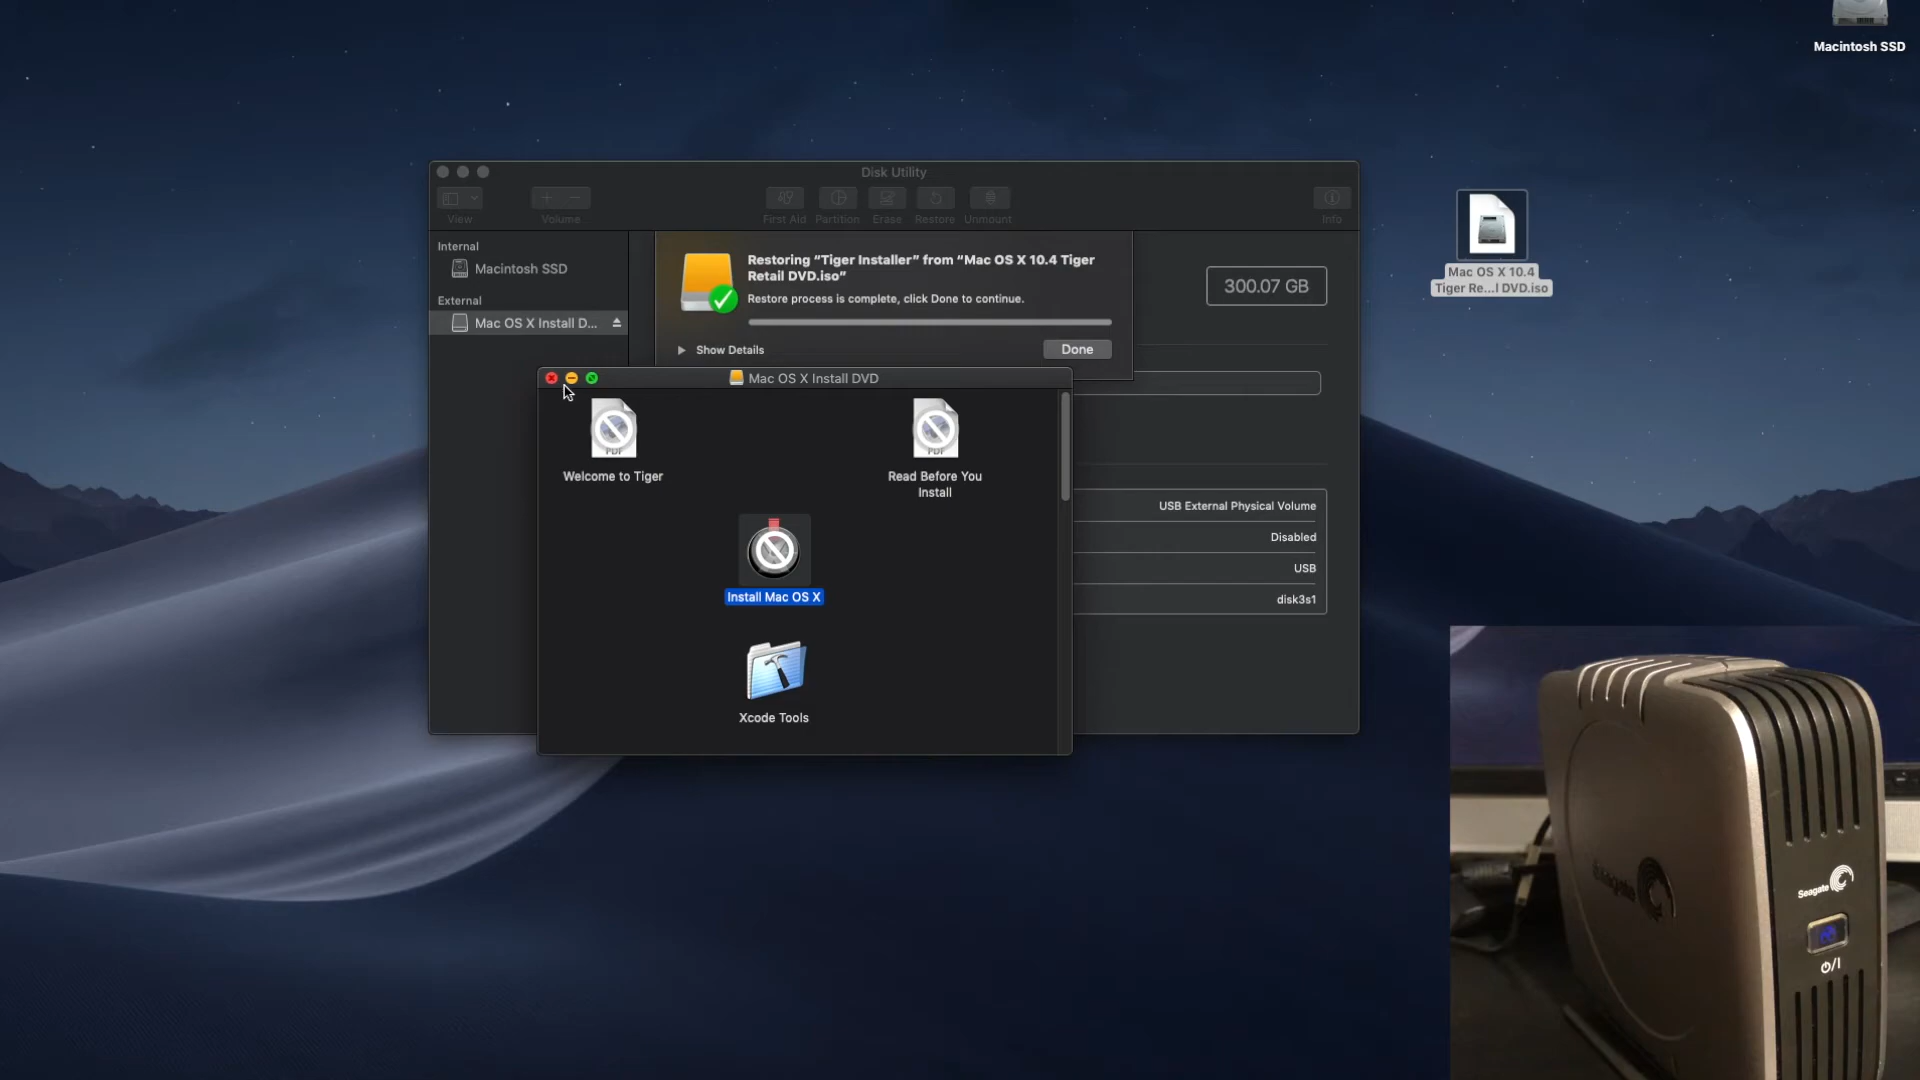 Macintosh SSD
Disk Utility
View
Volume
First Aid
Partition
Erase
Restore
Unmount
Info
Internal
Macintosh SSD
External
Mac OS X Install D...
Restoring “Tiger Installer” from “Mac OS X 10.4 Tiger
Retail DVD.iso”
Restore process is complete, click Done to continue.
Show Details
Done
300.07 GB
Mac OS X 10.4
Tiger Re...l DVD.iso
Mac OS X Install DVD
PDF
Welcome to Tiger
PDF
Read Before You
Install
Install Mac OS X
Xcode Tools
USB External Physical Volume
Disabled
USB
disk3s1
Seagate
Seagate